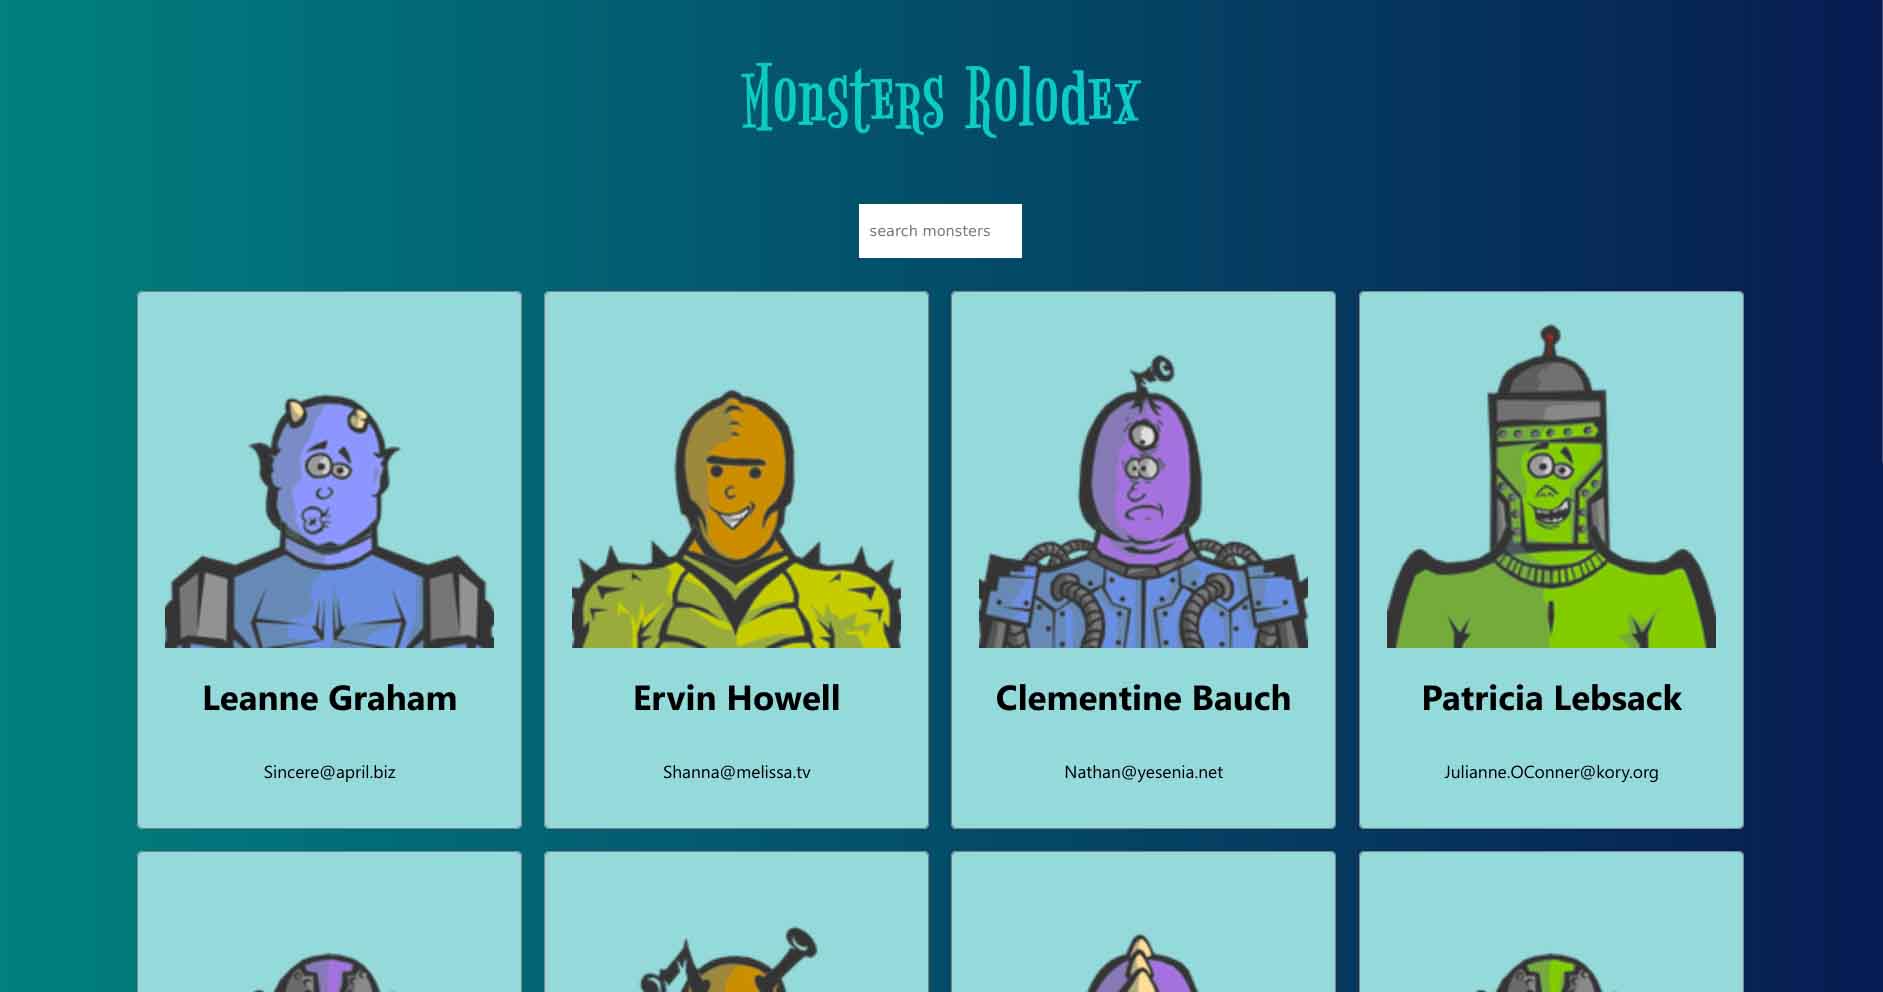 Monsters Rolodex
search monsters
Leanne Graham
Sincere@april.biz
Ervin Howell
Shanna@melissa.tv
Clementine Bauch
Nathan@yesenia.net
Patricia Lebsack
Julianne.OConner@kory.org